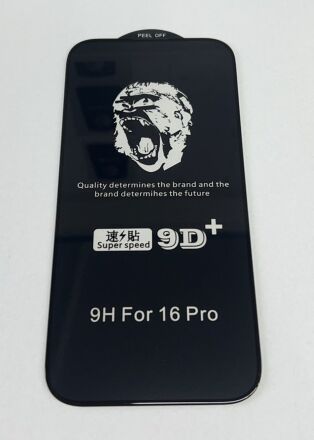 PEEL OFF
Quality determines the brand and the
brand determihes the future
速貼
Super speed
9D+
9H For 16 Pro